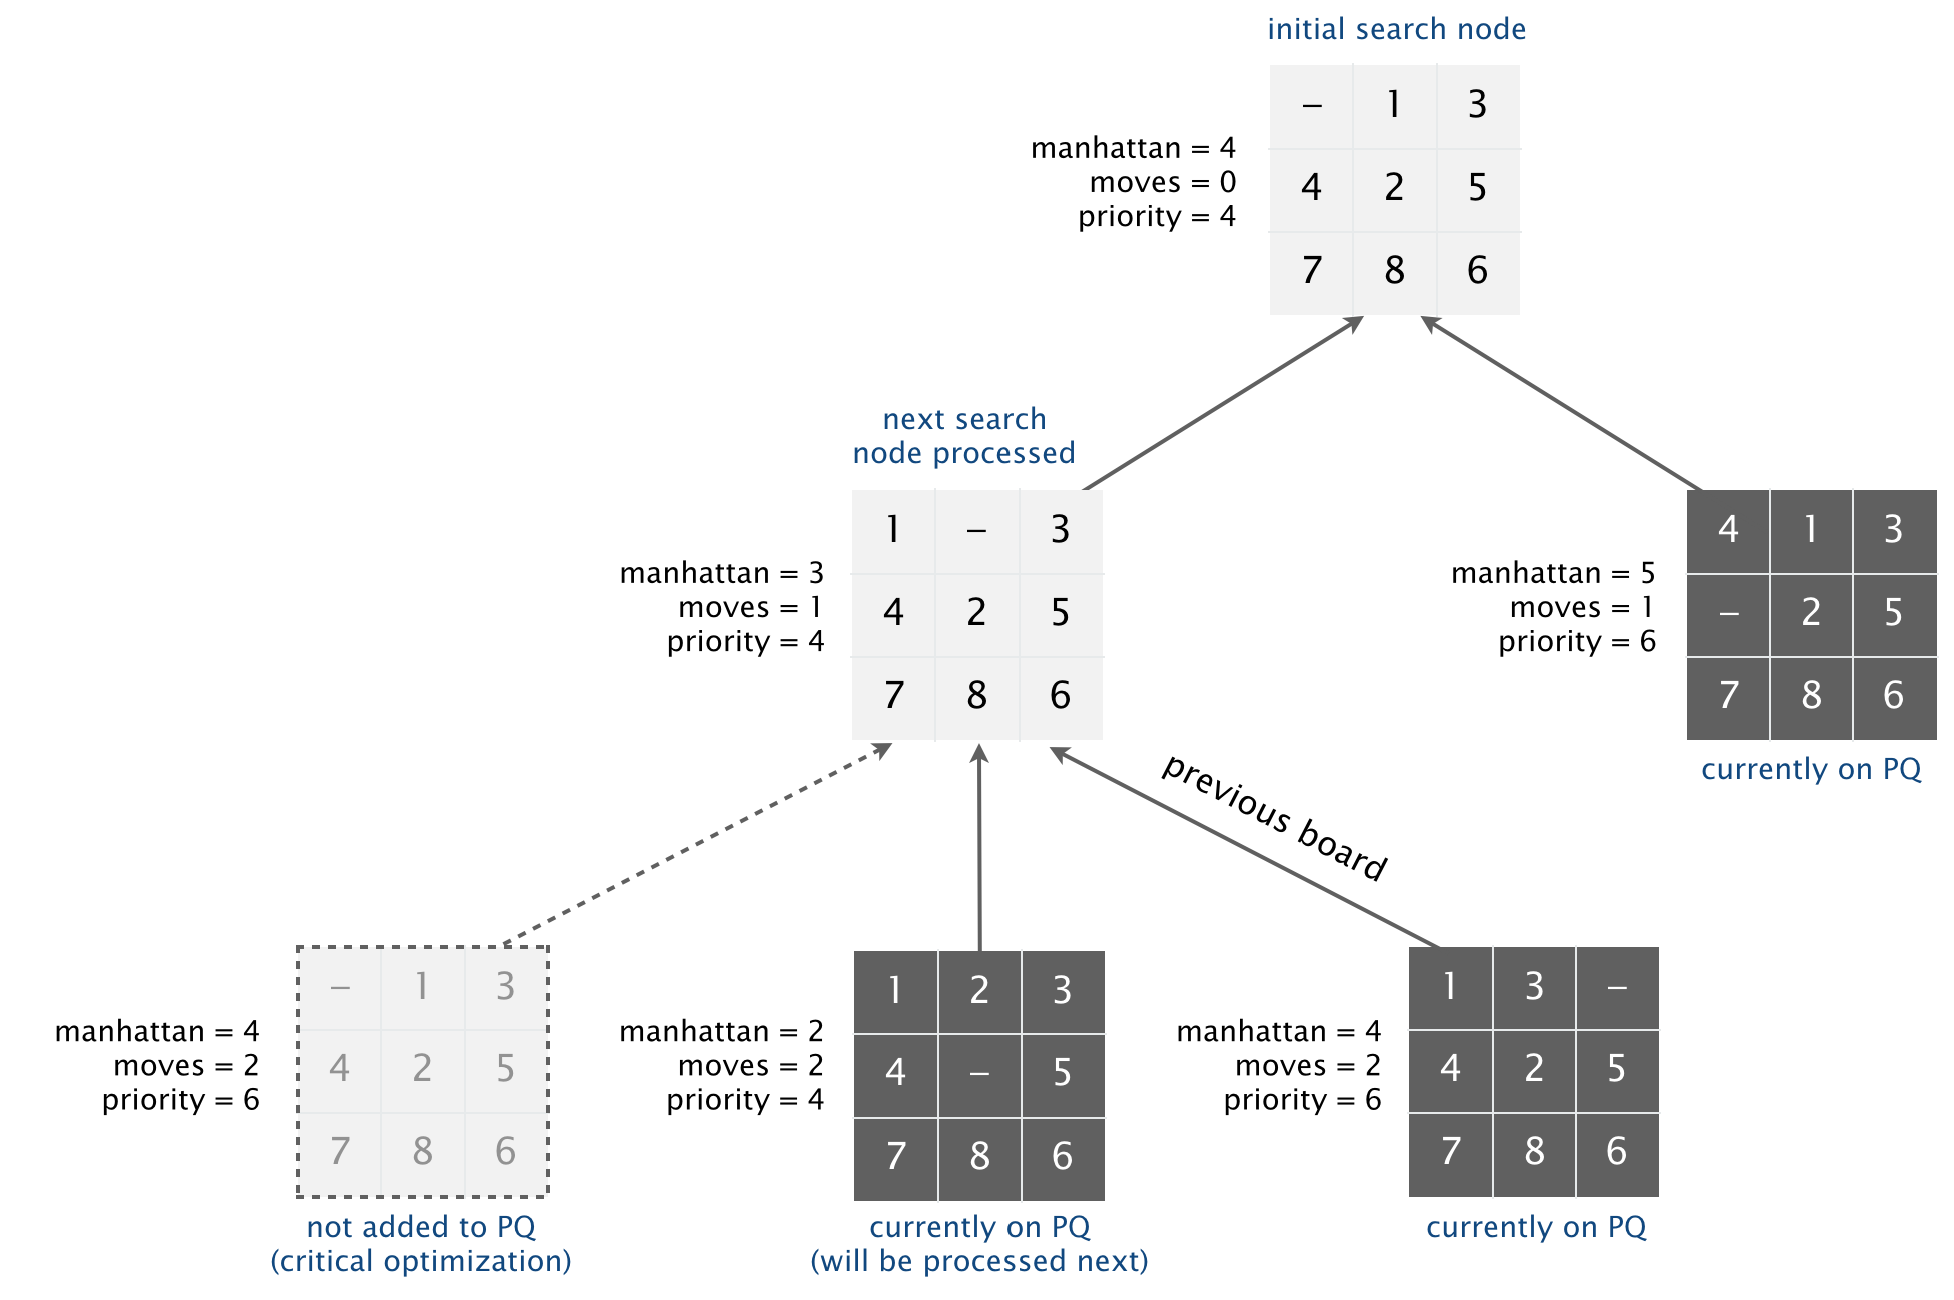 initial search node
– 1 3
manhattan = 4
moves = 0
4 2 5
priority = 4
7 8 6
next search
node processed
1 – 3
manhattan = 3
moves = 1
4 2 5
priority = 4
7 8 6
4 1 3
manhattan = 5
moves = 1
– 2 5
priority = 6
7 8 6
currently on PQ
previous board
– 1 3
manhattan = 4
moves = 2
4 2 5
priority = 6
7 8 6
not added to PQ
(critical optimization)
1 2 3
manhattan = 2
moves = 2
4 – 5
priority = 4
7 8 6
currently on PQ
(will be processed next)
1 3 –
manhattan = 4
moves = 2
4 2 5
priority = 6
7 8 6
currently on PQ